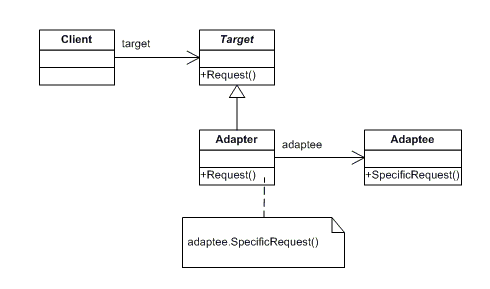 Client
target
Target
+Request()
Adapter
adaptee
Adaptee
+Request()
+SpecificRequest()
adaptee.SpecificRequest()